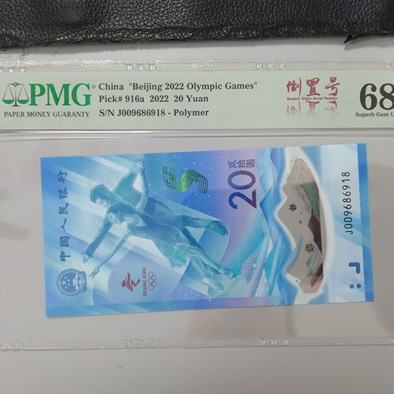 PMG
PAPER MONEY GUARANTY
China "Beijing 2022 Olympic Games"
Pick# 916a 2022 20 Yuan
S/N J009686918 - Polymer
倒置号
68
Superb Gem U
中国人民银行
20
贰拾圆
J009686918
BEIJING 2022